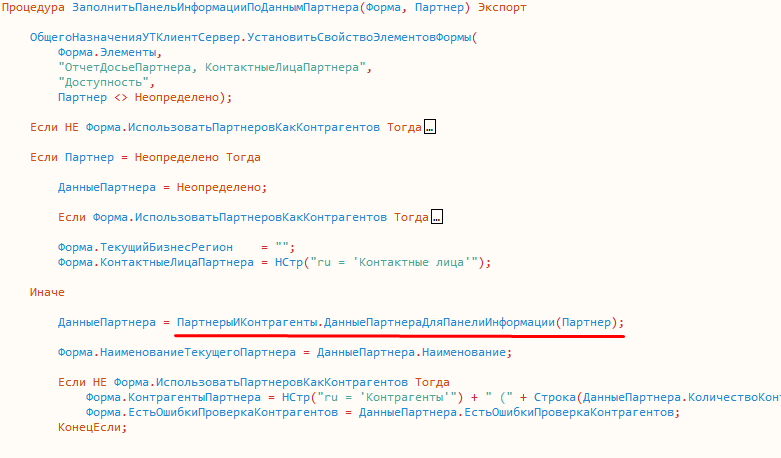 Процедура ЗаполнитьПанельИнформацииПоДаннымПартнера(Форма, Партнер) Экспорт
ОбщегоНазначенияУТКлиентСервер.УстановитьСвойствоЭлементовФормы(
Форма.Элементы,
"ОтчетДосьеПартнера, КонтактныеЛицаПартнера",
"Доступность",
Партнер <> Неопределено);
Если НЕ Форма.ИспользоватьПартнеровКакКонтрагентов Тогда…
Если Партнер = Неопределено Тогда
ДанныеПартнера = Неопределено;
Если Форма.ИспользоватьПартнеровКакКонтрагентов Тогда…
Форма.ТекущийБизнесРегион = "";
Форма.КонтактныеЛицаПартнера = НСтр("ru = 'Контактные лица'");
Иначе
ДанныеПартнера = ПартнерыИКонтрагенты.ДанныеПартнераДляПанелиИнформации(Партнер);
Форма.НаименованиеТекущегоПартнера = ДанныеПартнера.Наименование;
Если НЕ Форма.ИспользоватьПартнеровКакКонтрагентов Тогда
Форма.КонтрагентыПартнера = НСтр("ru = 'Контрагенты'") + " (" + Строка(ДанныеПартнера.КоличествоКон
Форма.ЕстьОшибкиПроверкаКонтрагентов = ДанныеПартнера.ЕстьОшибкиПроверкаКонтрагентов;
КонецЕсли;